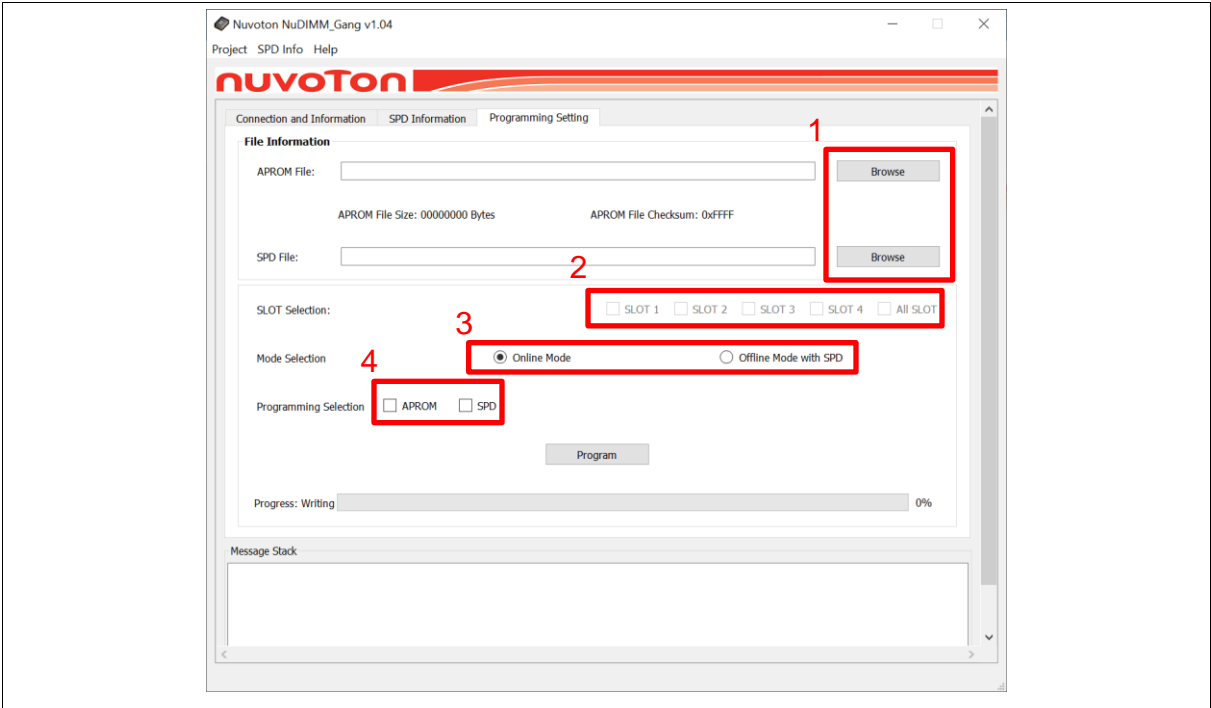 Nuvoton NuDIMM_Gang v1.04
Project SPD Info Help
nuvoTon
Connection and Information SPD Information Programming Setting
1
File Information
APROM File: Browse
APROM File Size: 00000000 Bytes APROM File Checksum: 0xFFFF
SPD File: Browse
2
SLOT Selection: SLOT 1 SLOT 2 SLOT 3 SLOT 4 All SLOT
3
Mode Selection Online Mode Offline Mode with SPD
4
Programming Selection APROM SPD
Program
Progress: Writing 0%
Message Stack